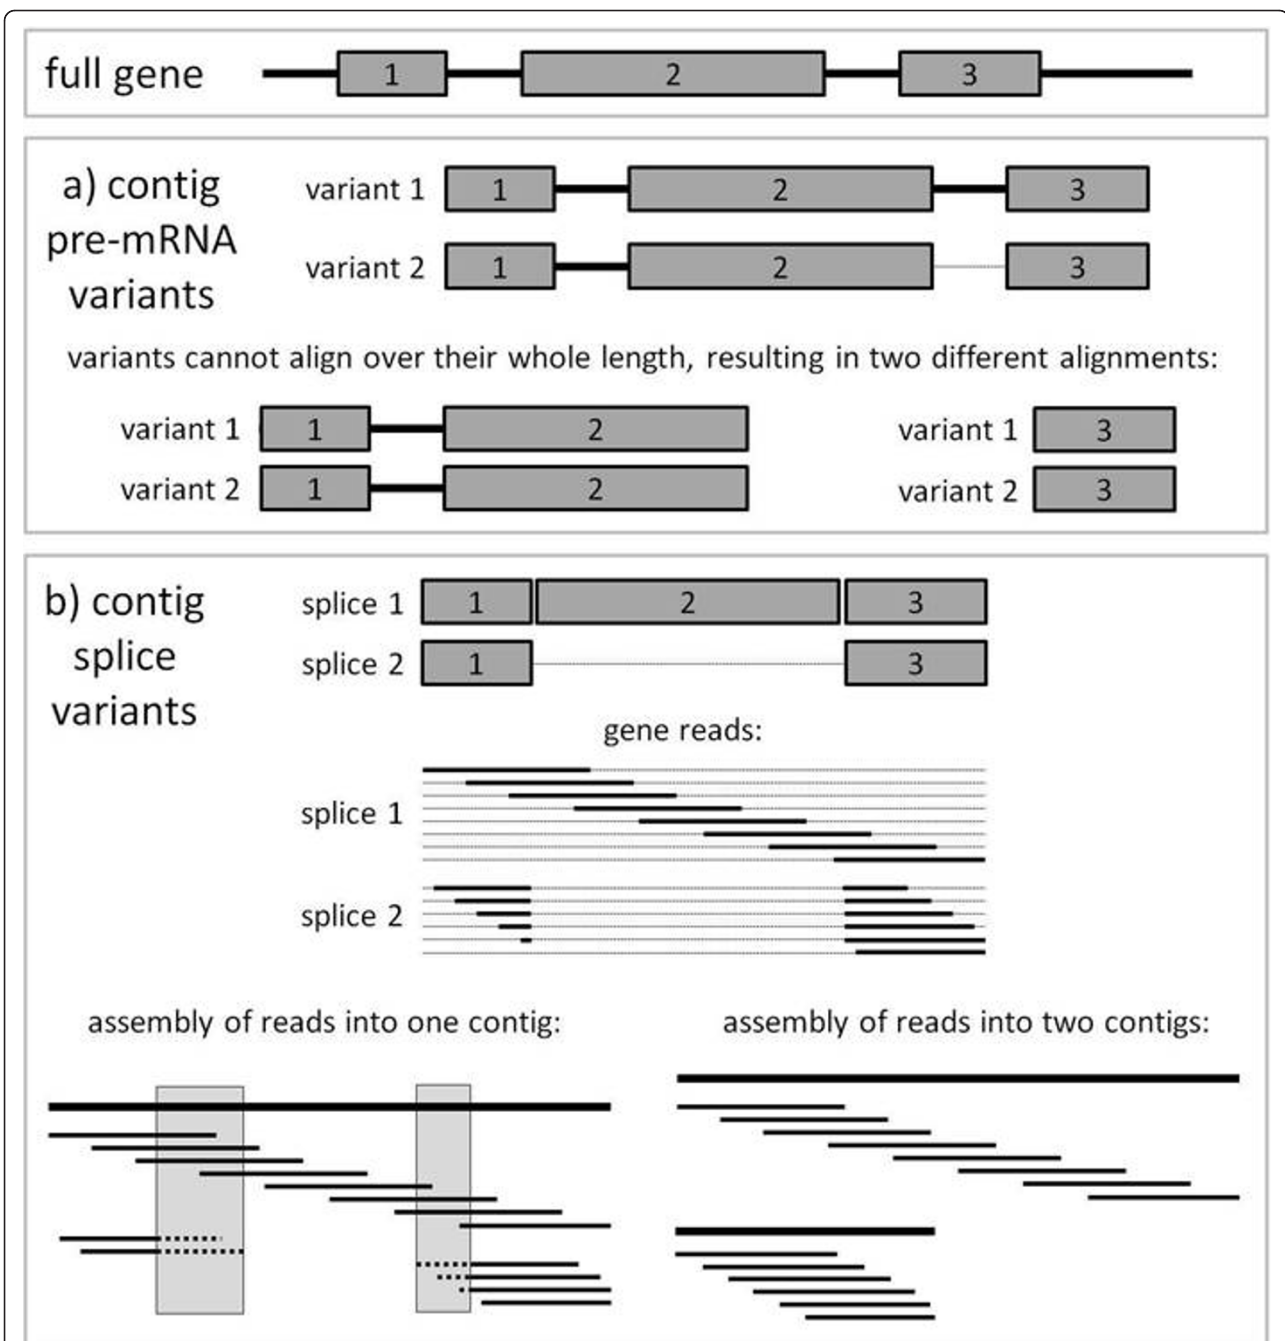 full gene 1 2 3
a) contig
pre-mRNA
variants
variant 1 1 2 3
variant 2 1 2 3
variants cannot align over their whole length, resulting in two different alignments:
variant 1 1 2 variant 1 3
variant 2 1 2 variant 2 3
b) contig
splice
variants
splice 1 1 2 3
splice 2 1 3
gene reads:
splice 1
splice 2
assembly of reads into one contig: assembly of reads into two contigs: